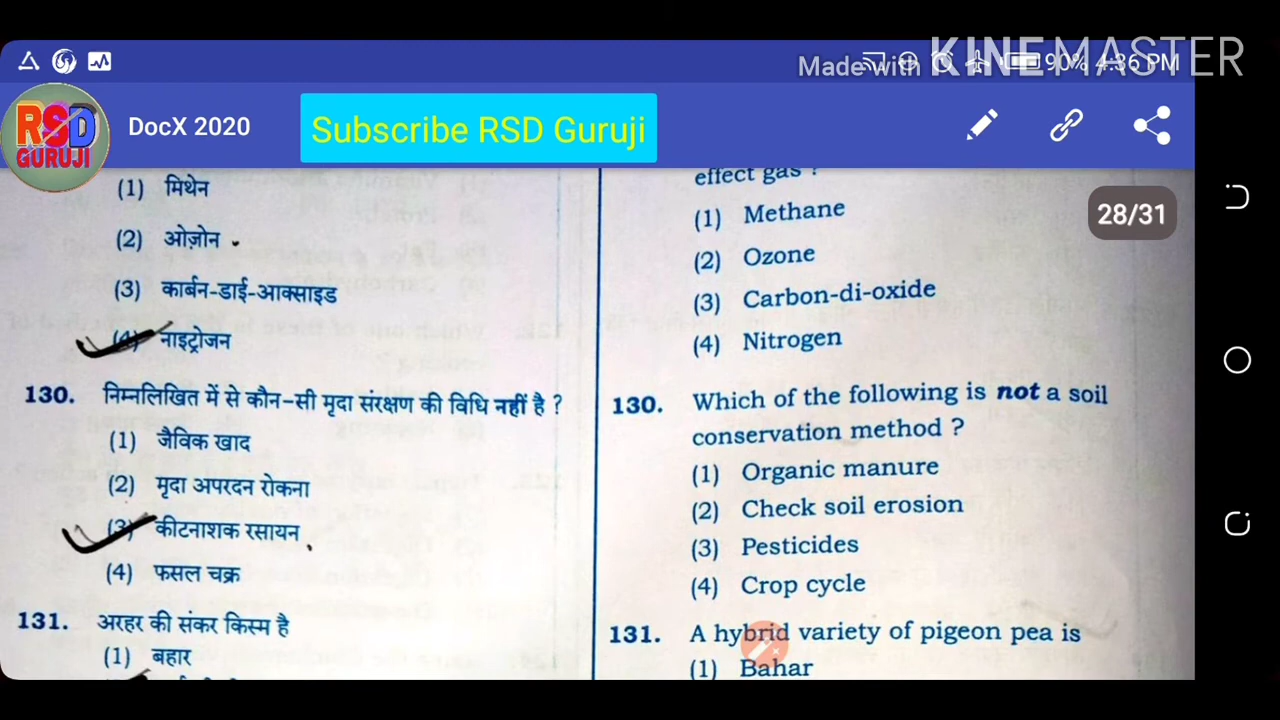 Made with KINEMASTER
90% 4:36 PM
RSD
GURUJI
DocX 2020
Subscribe RSD Guruji
28/31
(1) मिथेन
(2) ओज़ोन
(3) कार्बन-डाई-आक्साइड
(4) नाइट्रोजन
130. निम्नलिखित में से कौन-सी मृदा संरक्षण की विधि नहीं है ?
(1) जैविक खाद
(2) मृदा अपरदन रोकना
(3) कीटनाशक रसायन
(4) फसल चक्र
131. अरहर की संकर किस्म है
(1) बहार
effect gas ?
(1) Methane
(2) Ozone
(3) Carbon-di-oxide
(4) Nitrogen
130. Which of the following is not a soil
conservation method ?
(1) Organic manure
(2) Check soil erosion
(3) Pesticides
(4) Crop cycle
131. A hybrid variety of pigeon pea is
(1) Bahar